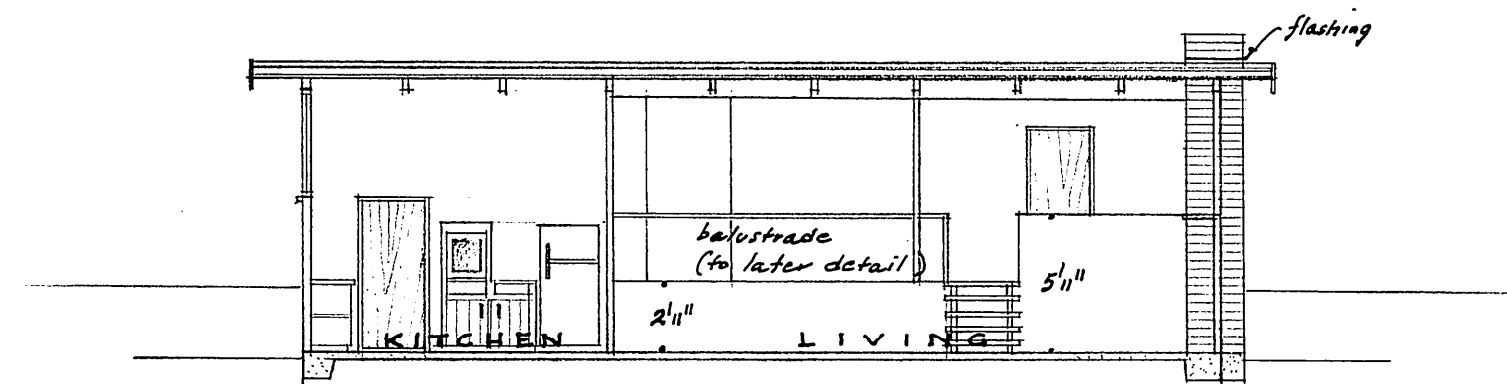 flashing
balustrade
(to later detail)
5'11"
2'11"
KITCHEN
LIVING